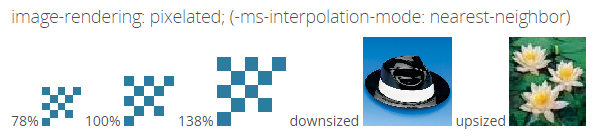 image-rendering: pixelated; (-ms-interpolation-mode: nearest-neighbor)
78% 100% 138% downsized upsized